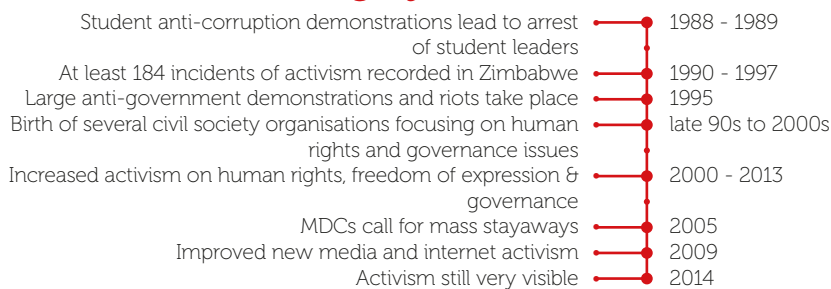 Student anti-corruption demonstrations lead to arrest 1988 - 1989
of student leaders
At least 184 incidents of activism recorded in Zimbabwe 1990 - 1997
Large anti-government demonstrations and riots take place 1995
Birth of several civil society organisations focusing on human late 90s to 2000s
rights and governance issues
Increased activism on human rights, freedom of expression & 2000 - 2013
governance
MDCs call for mass stayaways 2005
Improved new media and internet activism 2009
Activism still very visible 2014